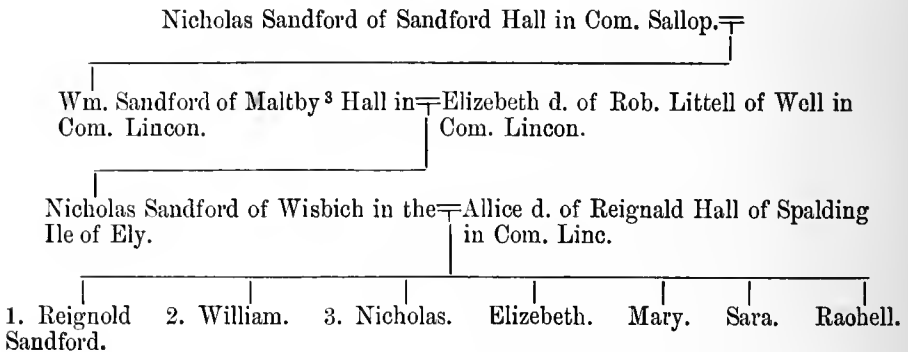 Nicholas Sandford of Sandford Hall in Com. Sallop.
Wm. Sandford of Maltby ³ Hall in Com. Lincon.
Elizebeth d. of Rob. Littell of Well in Com. Lincon.
Nicholas Sandford of Wisbich in the Ile of Ely.
Allice d. of Reignald Hall of Spalding in Com. Linc.
1. Reignold Sandford.
2. William.
3. Nicholas.
Elizebeth.
Mary.
Sara.
Rachell.